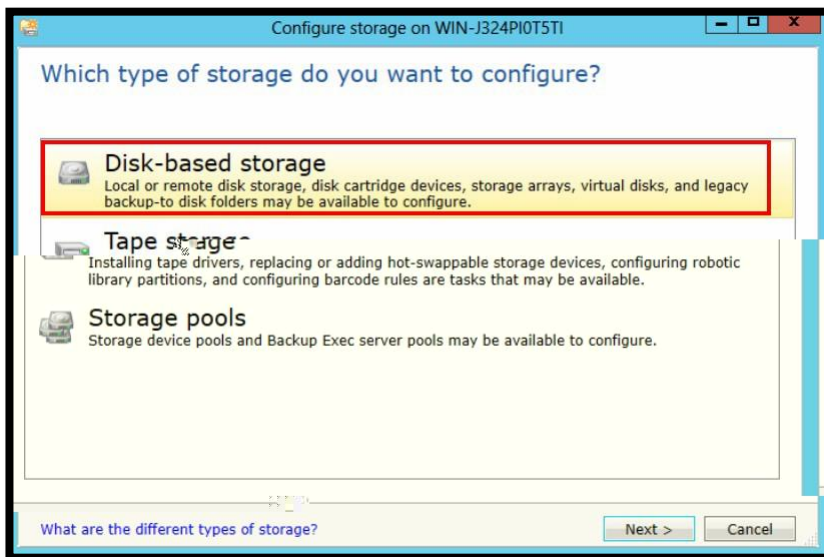 Configure storage on WIN-J324PI0T5TI
Which type of storage do you want to configure?
Disk-based storage
Local or remote disk storage, disk cartridge devices, storage arrays, virtual disks, and legacy
backup-to disk folders may be available to configure.
Tape storage
Installing tape drivers, replacing or adding hot-swappable storage devices, configuring robotic
library partitions, and configuring barcode rules are tasks that may be available.
Storage pools
Storage device pools and Backup Exec server pools may be available to configure.
What are the different types of storage?
Next >
Cancel